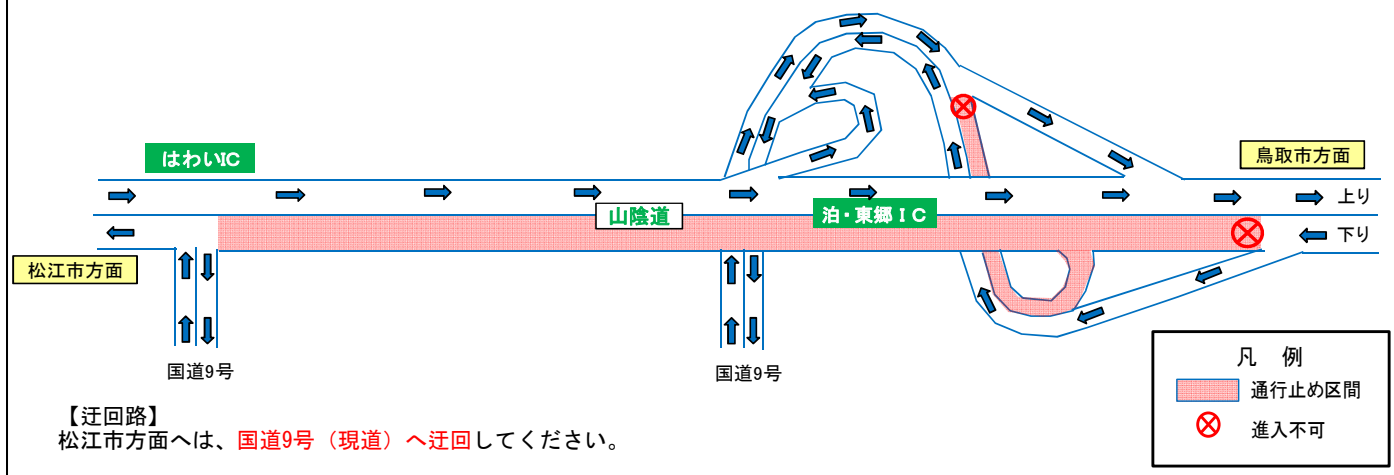 はわいIC
鳥取市方面
上り
山陰道
泊・東郷IC
下り
松江市方面
国道9号
国道9号
凡 例
通行止め区間
進入不可
【迂回路】
松江市方面へは、国道9号(現道)へ迂回してください。